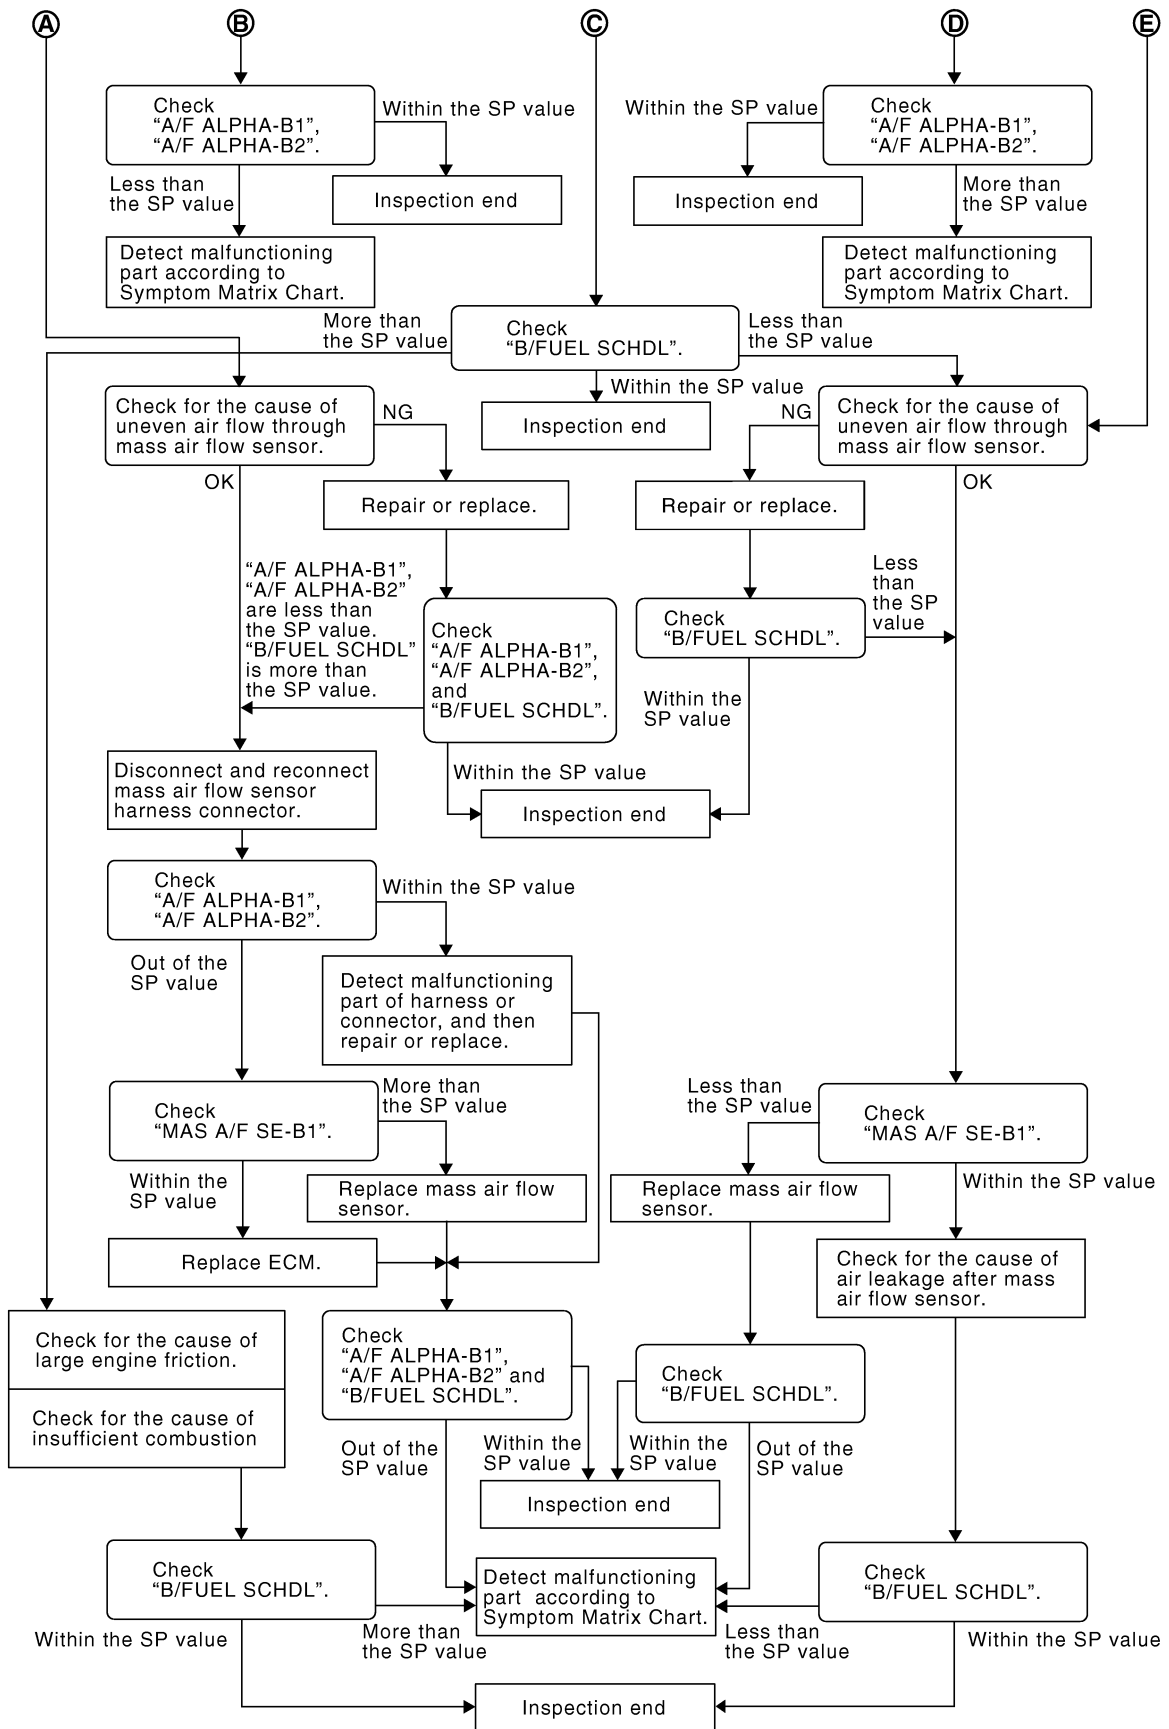 A
B
C
D
E
Check
“A/F ALPHA-B1”,
“A/F ALPHA-B2”.
Within the SP value
Less than
the SP value
Inspection end
Detect malfunctioning
part according to
Symptom Matrix Chart.
Within the SP value
Check
“A/F ALPHA-B1”,
“A/F ALPHA-B2”.
Inspection end
More than
the SP value
Detect malfunctioning
part according to
Symptom Matrix Chart.
More than
the SP value
Check
“B/FUEL SCHDL”.
Less than
the SP value
Within the SP value
Inspection end
Check for the cause of
uneven air flow through
mass air flow sensor.
NG
OK
Repair or replace.
NG
Check for the cause of
uneven air flow through
mass air flow sensor.
OK
Repair or replace.
“A/F ALPHA-B1”,
“A/F ALPHA-B2”
are less than
the SP value.
“B/FUEL SCHDL”
is more than
the SP value.
Check
“A/F ALPHA-B1”,
“A/F ALPHA-B2”,
and
“B/FUEL SCHDL”.
Check
“B/FUEL SCHDL”.
Less
than
the SP
value
Within the
SP value
Within the SP value
Inspection end
Disconnect and reconnect
mass air flow sensor
harness connector.
Check
“A/F ALPHA-B1”,
“A/F ALPHA-B2”.
Within the SP value
Out of the
SP value
Detect malfunctioning
part of harness or
connector, and then
repair or replace.
Check
“MAS A/F SE-B1”.
More than
the SP value
Within the
SP value
Replace mass air flow
sensor.
Replace ECM.
Less than
the SP value
Check
“MAS A/F SE-B1”.
Replace mass air flow
sensor.
Within the SP value
Check for the cause of
air leakage after mass
air flow sensor.
Check for the cause of
large engine friction.
Check for the cause of
insufficient combustion
Check
“A/F ALPHA-B1”,
“A/F ALPHA-B2” and
“B/FUEL SCHDL”.
Check
“B/FUEL SCHDL”.
Out of the
SP value
Within the
SP value
Within the
SP value
Out of the
SP value
Inspection end
Check
“B/FUEL SCHDL”.
Detect malfunctioning
part  according to
Symptom Matrix Chart.
Check
“B/FUEL SCHDL”.
Within the SP value
More than
the SP value
Less than
the SP value
Within the SP value
Inspection end